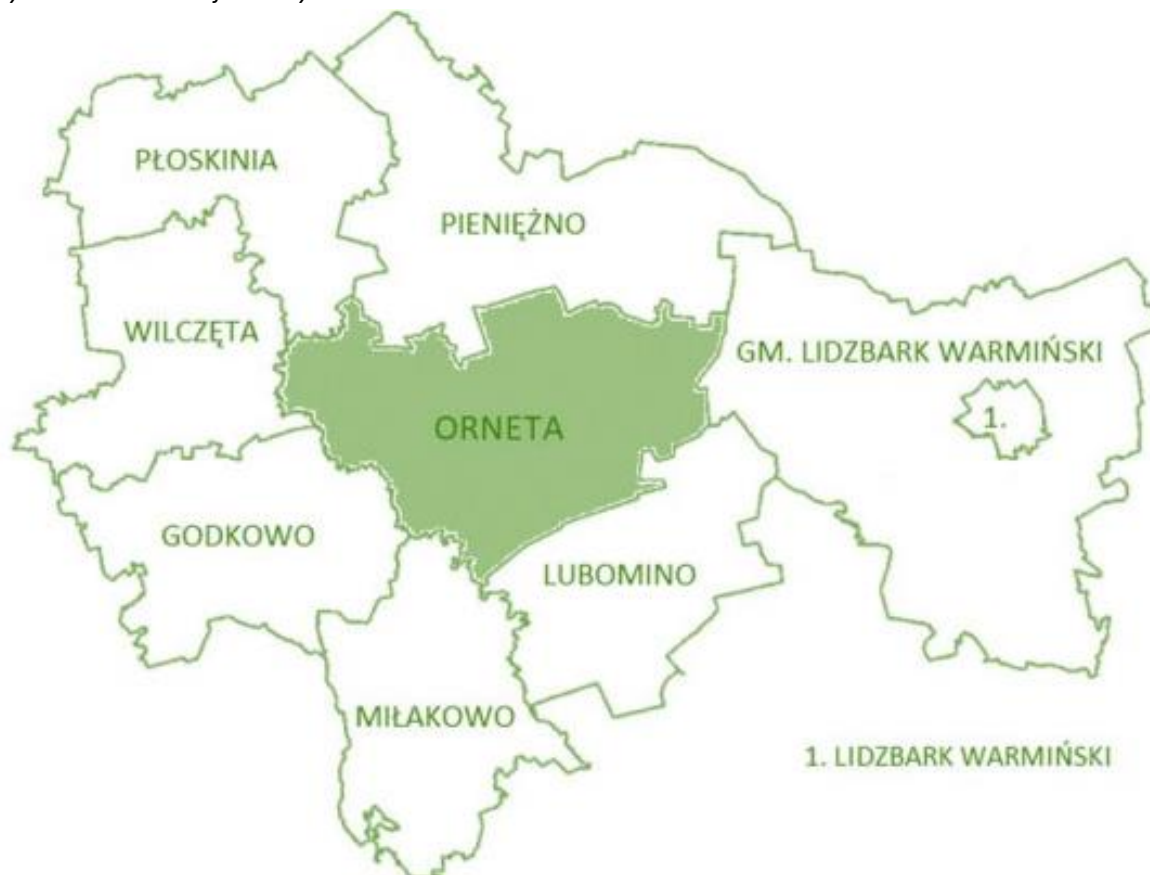 PŁOSKINIA
PIENIĘŻNO
WILCZĘTA
GM. LIDZBARK WARMIŃSKI
1.
ORNETA
GODKOWO
LUBOMINO
MIŁAKOWO
1. LIDZBARK WARMIŃSKI